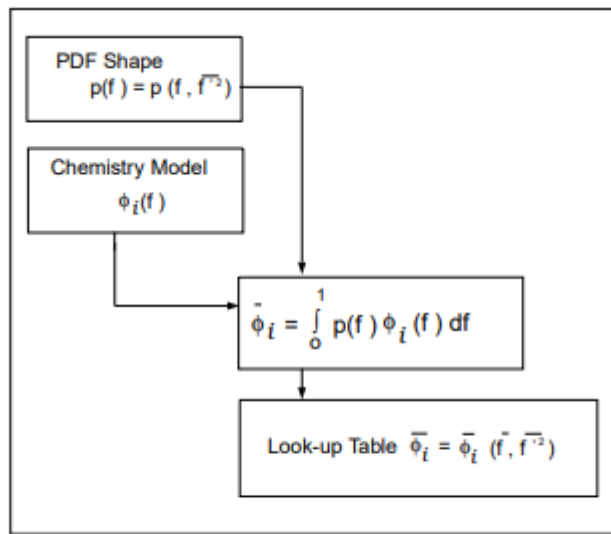 PDF Shape
p(f ) = p (f , f̅'²)
Chemistry Model
ϕᵢ(f )
ϕ̄ᵢ = ∫₀¹ p(f ) ϕᵢ (f ) df
Look-up Table ϕ̄ᵢ = ϕ̄ᵢ (f̄ , f̅'²)